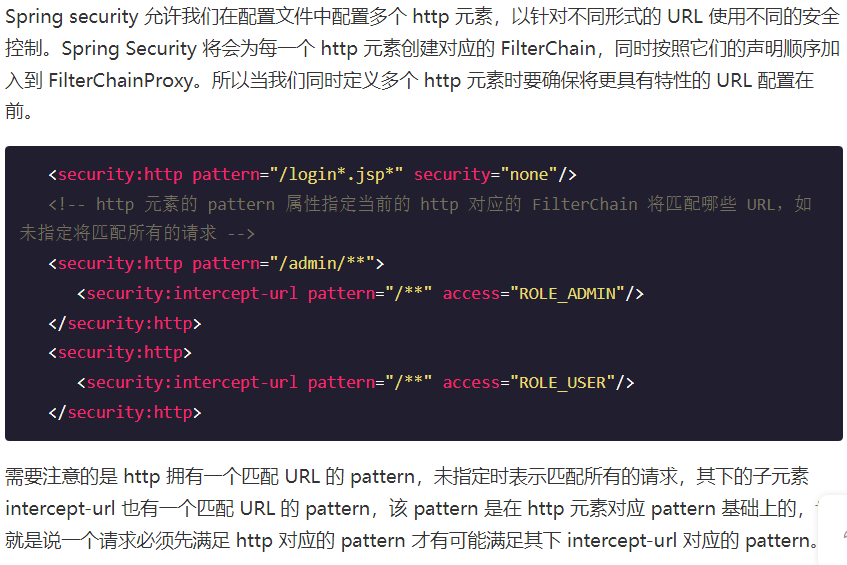 Spring security 允许我们在配置文件中配置多个 http 元素，以针对不同形式的 URL 使用不同的安全
控制。Spring Security 将会为每一个 http 元素创建对应的 FilterChain，同时按照它们的声明顺序加
入到 FilterChainProxy。所以当我们同时定义多个 http 元素时要确保将更具有特性的 URL 配置在
前。
<security:http pattern="/login*.jsp*" security="none"/>
<!-- http 元素的 pattern 属性指定当前的 http 对应的 FilterChain 将匹配哪些 URL，如
未指定将匹配所有的请求 -->
<security:http pattern="/admin/**">
<security:intercept-url pattern="/**" access="ROLE_ADMIN"/>
</security:http>
<security:http>
<security:intercept-url pattern="/**" access="ROLE_USER"/>
</security:http>
需要注意的是 http 拥有一个匹配 URL 的 pattern，未指定时表示匹配所有的请求，其下的子元素
intercept-url 也有一个匹配 URL 的 pattern，该 pattern 是在 http 元素对应 pattern 基础上的，
就是说一个请求必须先满足 http 对应的 pattern 才有可能满足其下 intercept-url 对应的 pattern。